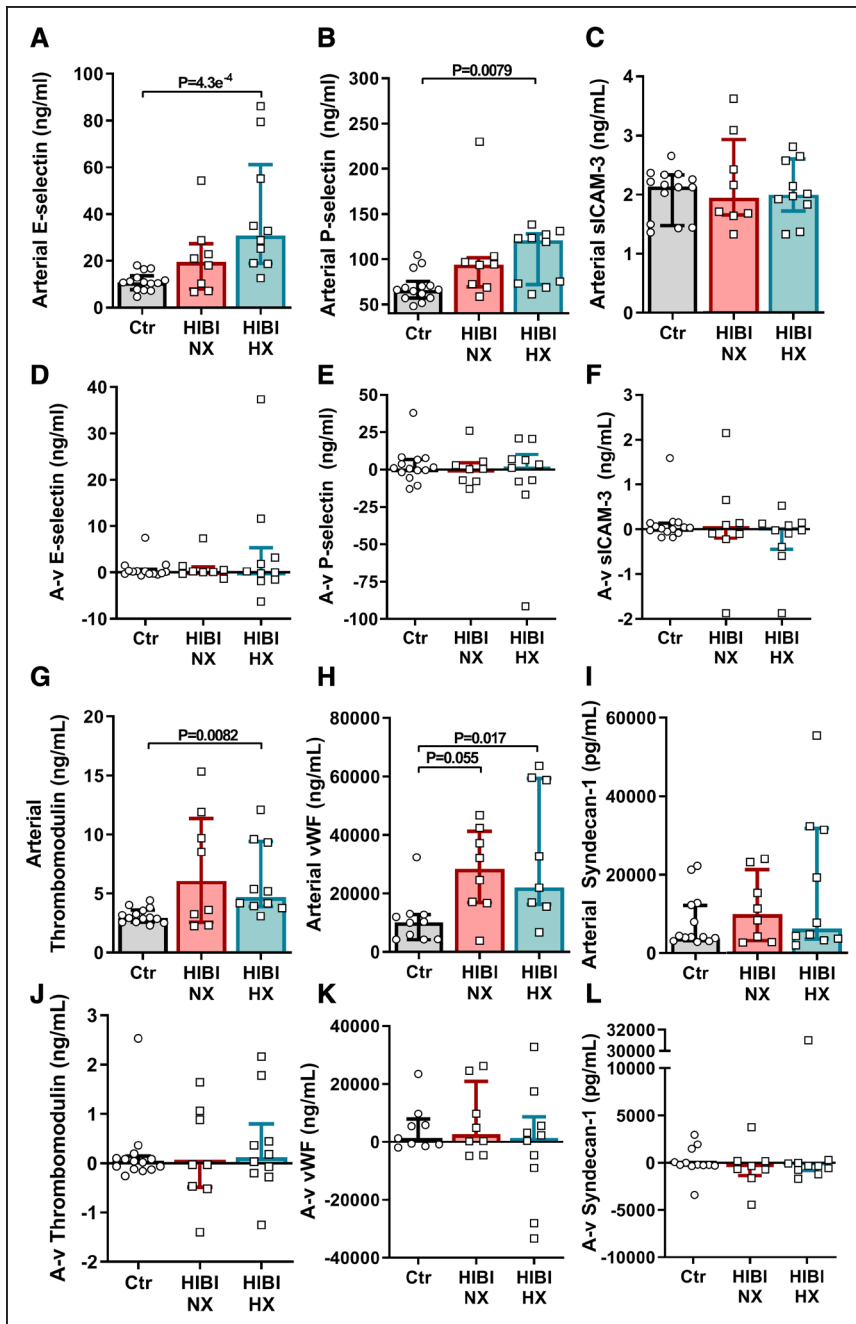 A
Arterial E-selectin (ng/ml)
100
80
60
40
20
0
P=4.3e-4
Ctr
HIBI
NX
HIBI
HX
B
Arterial P-selectin (ng/ml)
300
250
200
150
100
50
P=0.0079
Ctr
HIBI
NX
HIBI
HX
C
Arterial sICAM-3 (ng/mL)
4
3
2
1
0
Ctr
HIBI
NX
HIBI
HX
D
A-v E-selectin (ng/ml)
40
30
20
10
0
-10
Ctr
HIBI
NX
HIBI
HX
E
A-v P-selectin (ng/ml)
50
25
0
-25
-50
-75
-100
Ctr
HIBI
NX
HIBI
HX
F
A-v sICAM-3 (ng/mL)
3
2
1
0
-1
-2
Ctr
HIBI
NX
HIBI
HX
G
Arterial
Thrombomodulin (ng/mL)
20
15
10
5
0
P=0.0082
Ctr
HIBI
NX
HIBI
HX
H
Arterial vWF (ng/mL)
80000
60000
40000
20000
0
P=0.017
P=0.055
Ctr
HIBI
NX
HIBI
HX
I
Arterial Syndecan-1 (pg/mL)
60000
40000
20000
0
Ctr
HIBI
NX
HIBI
HX
J
A-v Thrombomodulin (ng/mL)
3
2
1
0
-1
-2
Ctr
HIBI
NX
HIBI
HX
K
A-v vWF (ng/mL)
40000
20000
0
-20000
-40000
Ctr
HIBI
NX
HIBI
HX
L
A-v Syndecan-1 (pg/mL)
32000
30000
10000
5000
0
-5000
-10000
Ctr
HIBI
NX
HIBI
HX